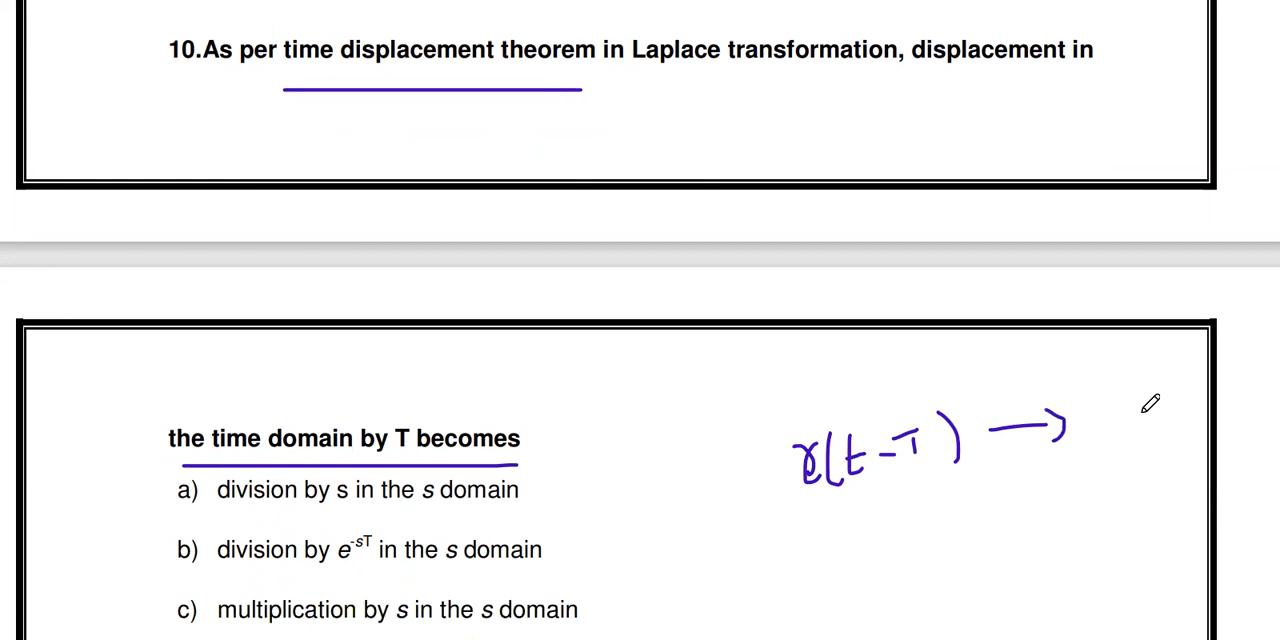 10.As per time displacement theorem in Laplace transformation, displacement in
the time domain by T becomes
x(t-T) →
a) division by s in the s domain
b) division by e^-sT in the s domain
c) multiplication by s in the s domain